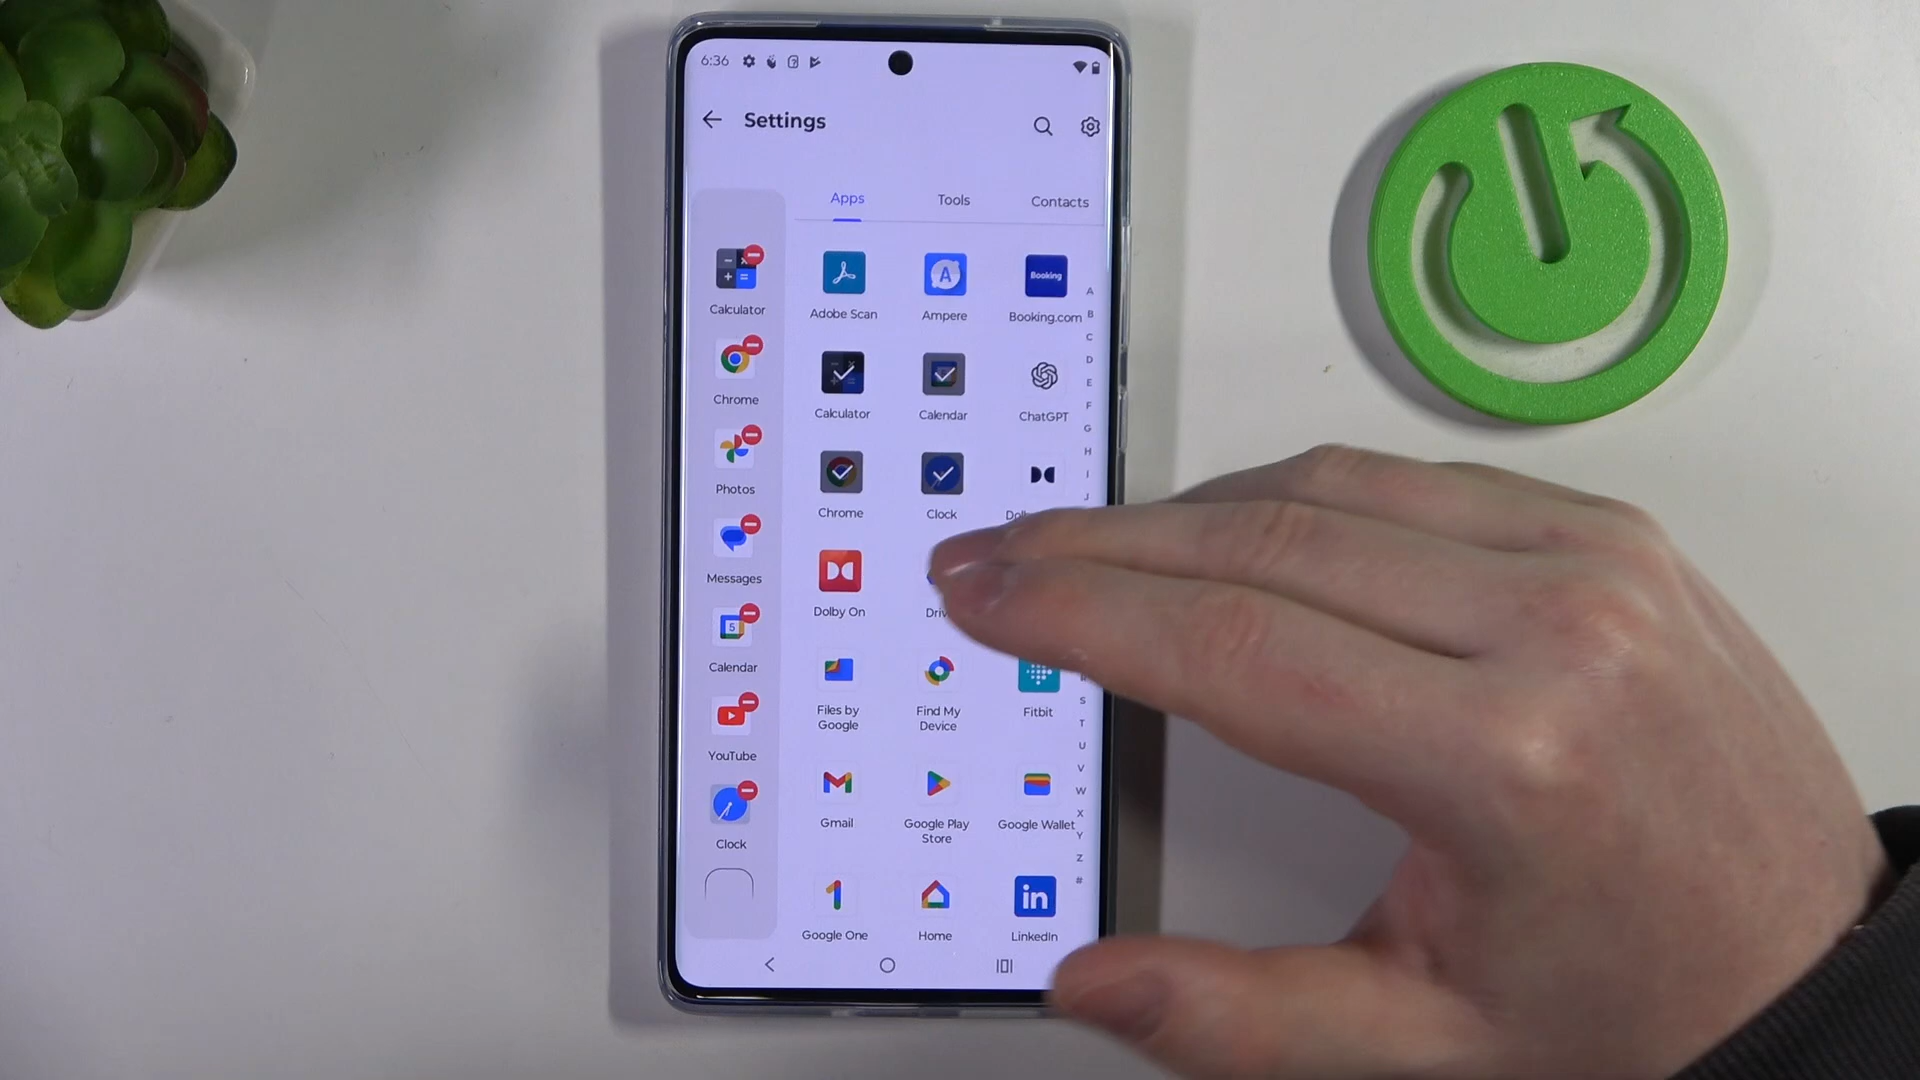 6:36
Settings
Apps Tools Contacts
Calculator
Chrome
Photos
Messages
Calendar
5
YouTube
Clock
Adobe Scan Ampere Booking.com
A
Booking
Calculator Calendar ChatGPT
Chrome Clock
Dolby On
Files by Google Find My Device Fitbit
Gmail Google Play Store Google Wallet
Google One Home LinkedIn
in
A
B
C
D
E
F
G
H
I
J
R
S
T
U
V
W
X
Y
Z
#